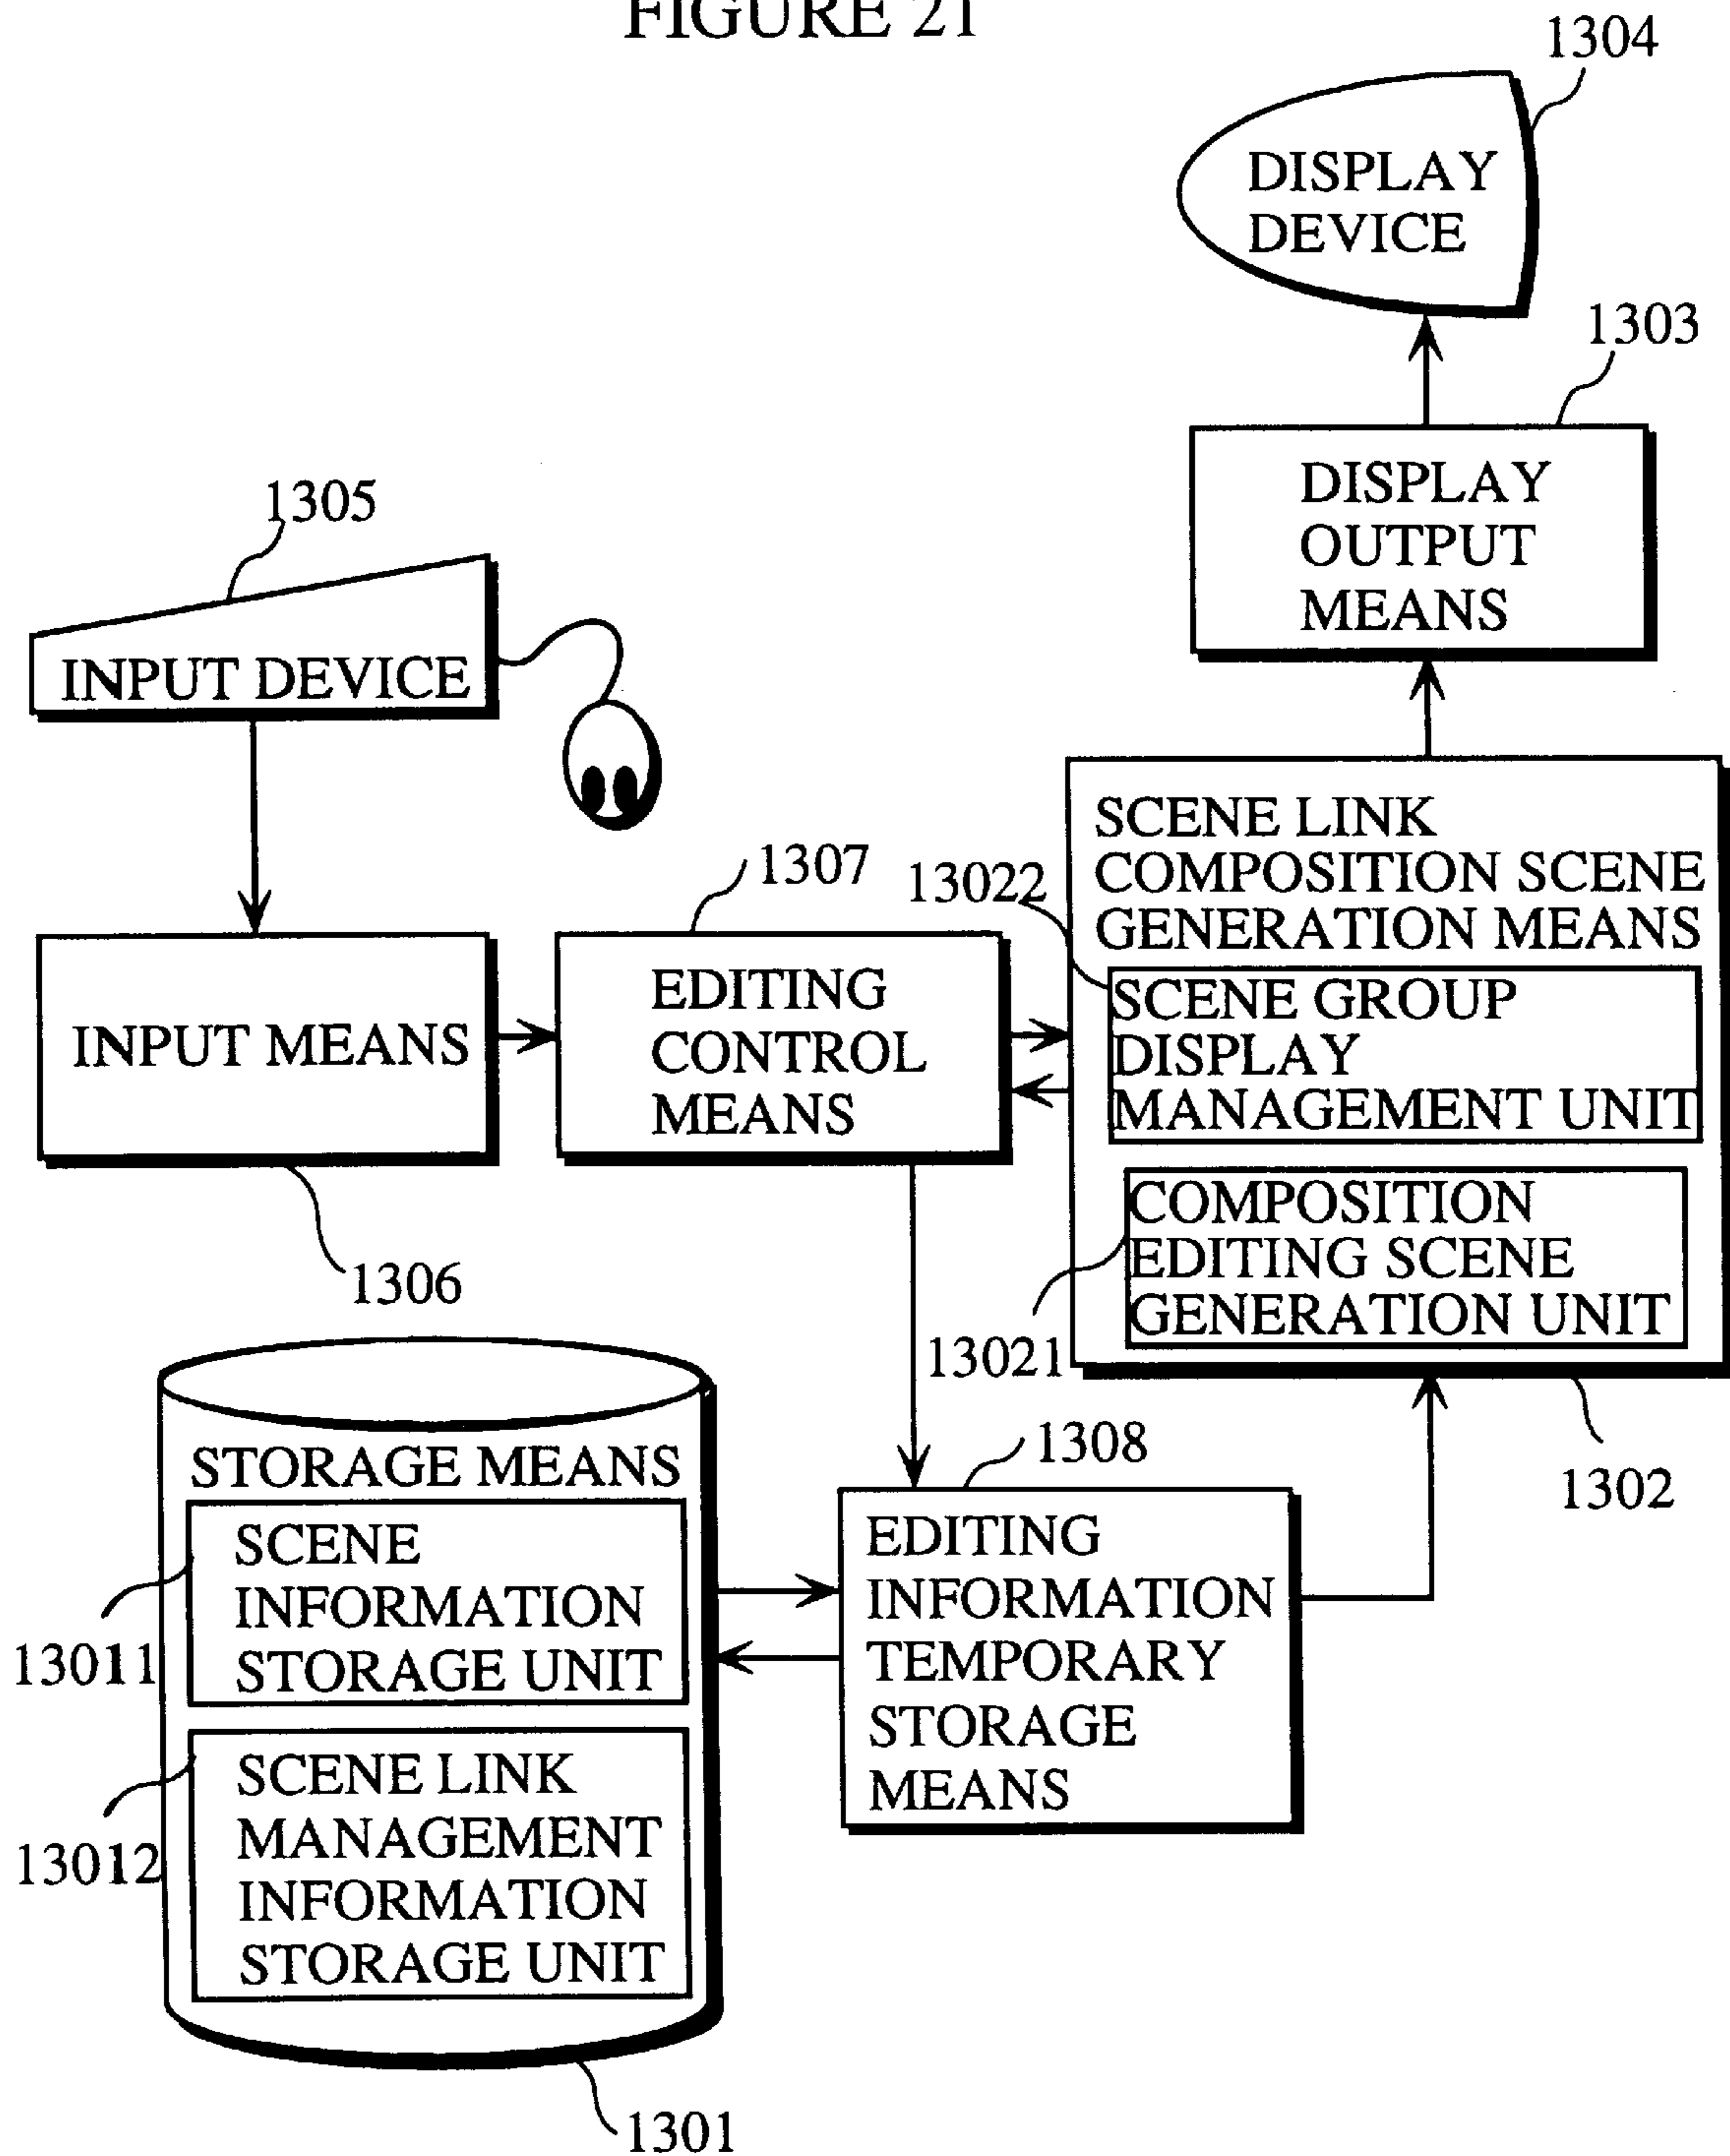 FIGURE 21
1304
DISPLAY
DEVICE
1303
DISPLAY
OUTPUT
MEANS
1305
INPUT DEVICE
1307
13022
SCENE LINK
COMPOSITION SCENE
GENERATION MEANS
SCENE GROUP
DISPLAY
MANAGEMENT UNIT
COMPOSITION
EDITING SCENE
GENERATION UNIT
INPUT MEANS
EDITING
CONTROL
MEANS
1306
13021
1302
STORAGE MEANS
SCENE
INFORMATION
STORAGE UNIT
13011
SCENE LINK
MANAGEMENT
INFORMATION
STORAGE UNIT
13012
1308
EDITING
INFORMATION
TEMPORARY
STORAGE
MEANS
1301